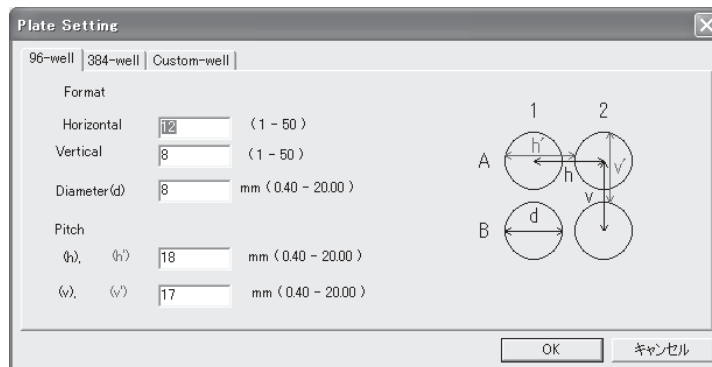 Plate Setting
96-well 384-well Custom-well
Format
Horizontal 12 (1 - 50)
Vertical 8 (1 - 50)
Diameter(d) 8 mm (0.40 - 20.00)
Pitch
(h), (h') 18 mm (0.40 - 20.00)
(v), (v') 17 mm (0.40 - 20.00)
1 2
A h' h v'
v
B d
OK キャンセル